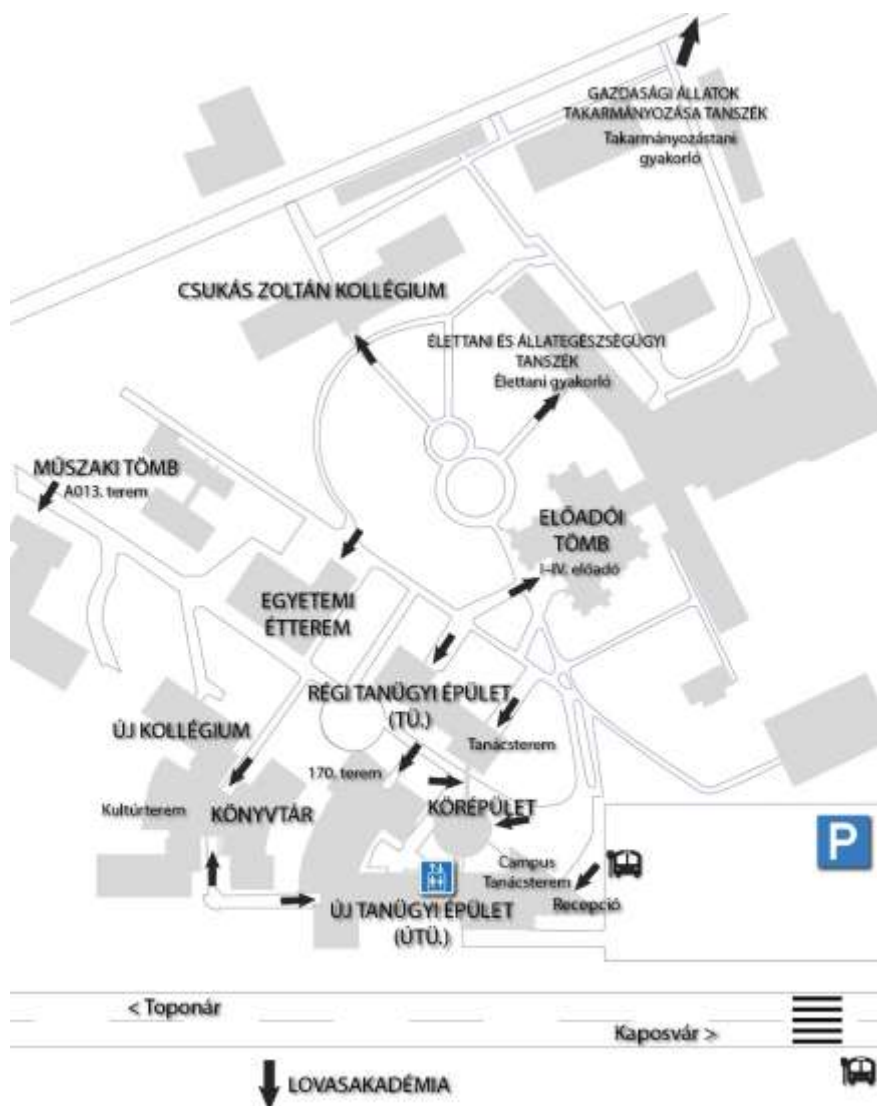 GAZDASÁGI ÁLLATOK
TAKARMÁNYOZÁSA TANSZÉK
Takarmányozástani
gyakorló
CSUKÁS ZOLTÁN KOLLÉGIUM
ÉLETTANI ÉS ÁLLATEGÉSZSÉGÜGYI
TANSZÉK
Élettani gyakorló
MŰSZAKI TÖMB
A013. terem
ELŐADÓI
TÖMB
I-IV. előadó
EGYETEMI
ÉTTEREM
RÉGI TANÜGYI ÉPÜLET
(TÜ.)
ÚJ KOLLÉGIUM
Tanácsterem
170. terem
Kultúrterem
KÖNYVTÁR
KÖRÉPÜLET
P
Campus
Tanácsterem
Recepció
ÚJ TANÜGYI ÉPÜLET
(ÚTÜ.)
< Toponár
Kaposvár >
LOVASAKADÉMIA